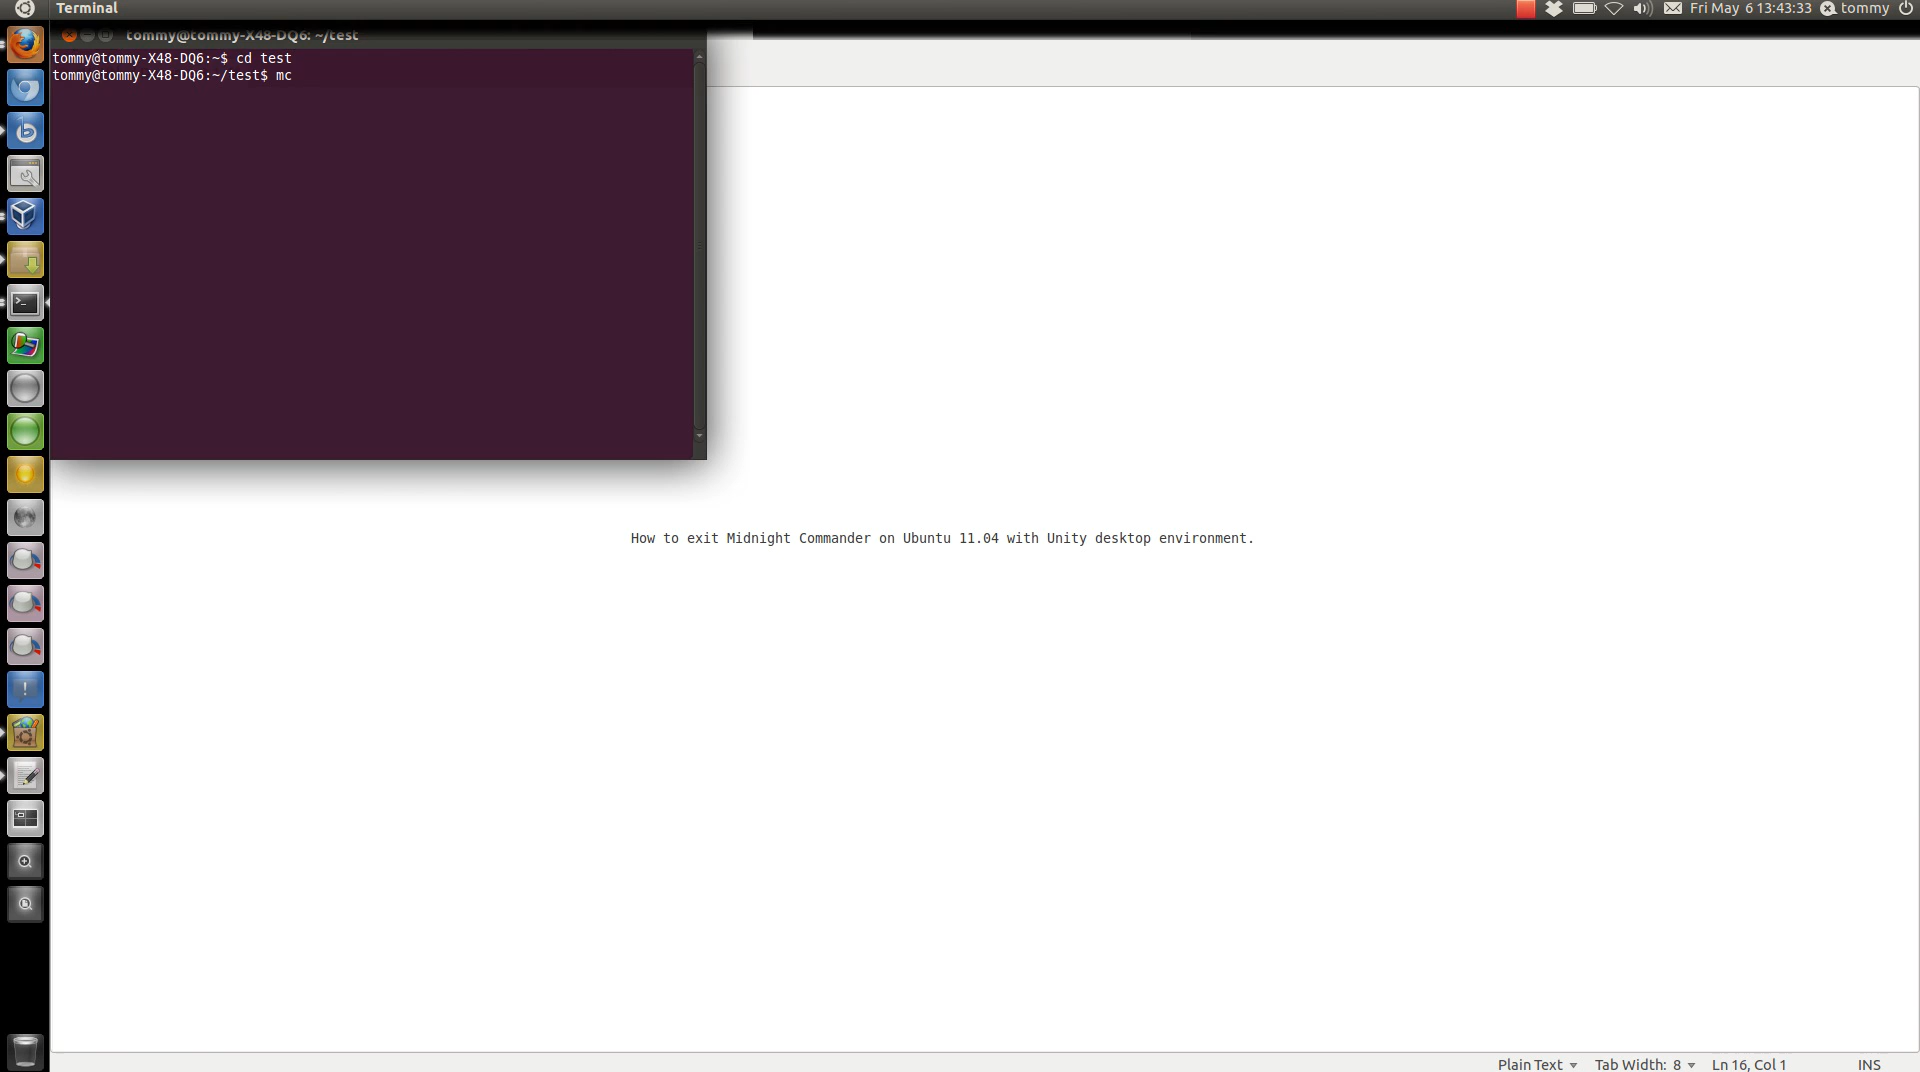 Terminal
Fri May 6 13:43:33
tommy
tommy@tommy-X48-DQ6: ~/test
tommy@tommy-X48-DQ6:~$ cd test
tommy@tommy-X48-DQ6:~/test$ mc
How to exit Midnight Commander on Ubuntu 11.04 with Unity desktop environment.
Plain Text
Tab Width: 8
Ln 16, Col 1
INS